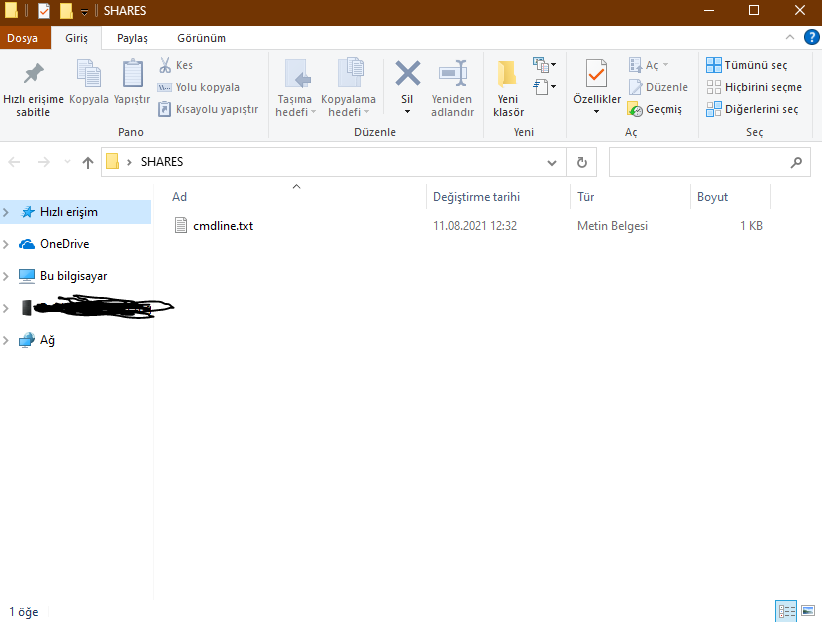 SHARES
Dosya Giriş Paylaş Görünüm
Hızlı erişime sabitle
Kopyala
Yapıştır
Kes
Yolu kopyala
Kısayolu yapıştır
Pano
Taşıma hedefi
Kopyalama hedefi
Sil
Yeniden adlandır
Düzenle
Yeni klasör
Yeni
Özellikler
Aç
Düzenle
Geçmiş
Aç
Tümünü seç
Hiçbirini seçme
Diğerlerini seç
Seç
SHARES
Ad Değiştirme tarihi Tür Boyut
cmdline.txt 11.08.2021 12:32 Metin Belgesi 1 KB
Hızlı erişim
OneDrive
Bu bilgisayar
Ağ
1 öğe